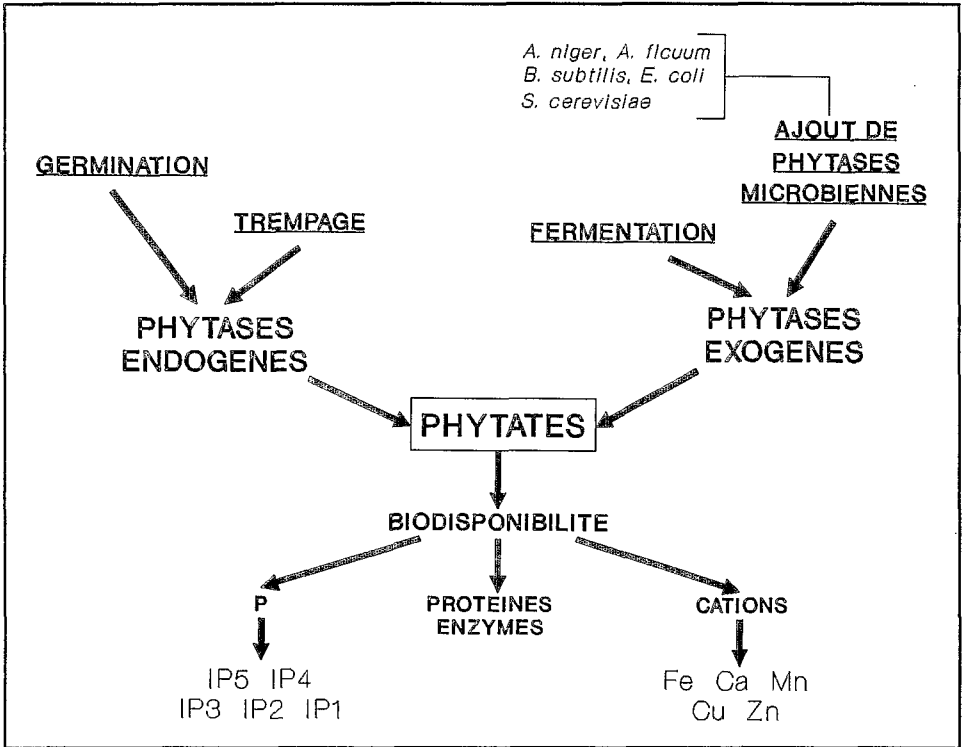 A. niger, A. ficuum
B. subtilis, E. coli
S. cerevisiae
AJOUT DE
PHYTASES
MICROBIENNES
GERMINATION
TREMPAGE
FERMENTATION
PHYTASES
ENDOGENES
PHYTASES
EXOGENES
PHYTATES
BIODISPONIBILITE
P
PROTEINES
ENZYMES
CATIONS
IP5 IP4
IP3 IP2 IP1
Fe Ca Mn
Cu Zn